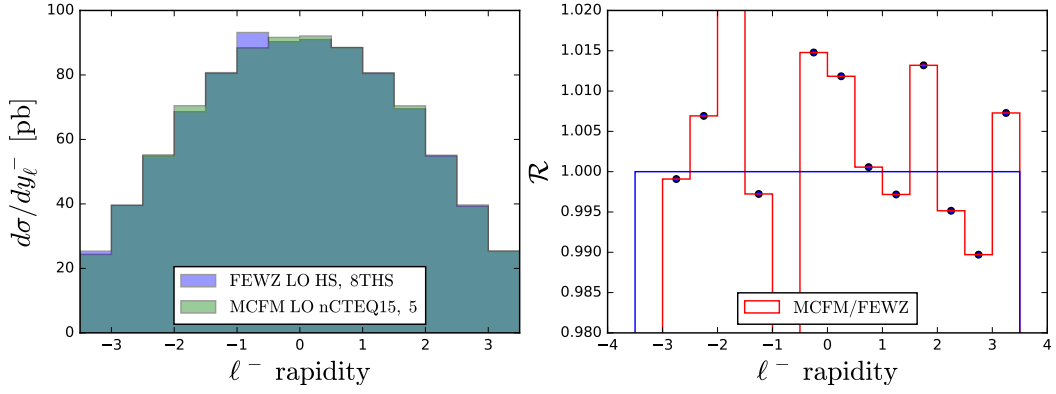 dσ/dy_ℓ^- [pb]
100
80
60
40
20
0
FEWZ LO HS, 8THS
MCFM LO nCTEQ15, 5
−3 −2 −1 0 1 2 3
ℓ^- rapidity
R
1.020
1.015
1.010
1.005
1.000
0.995
0.990
0.985
0.980
MCFM/FEWZ
−4 −3 −2 −1 0 1 2 3 4
ℓ^- rapidity